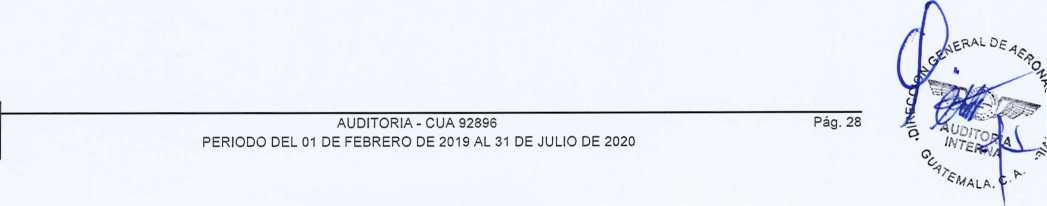 AUDITORIA - CUA 92896
Pág. 28
PERIODO DEL 01 DE FEBRERO DE 2019 AL 31 DE JULIO DE 2020
GENERAL DE
AUDITORIA
INTERNA
GUATEMALA, C. A.